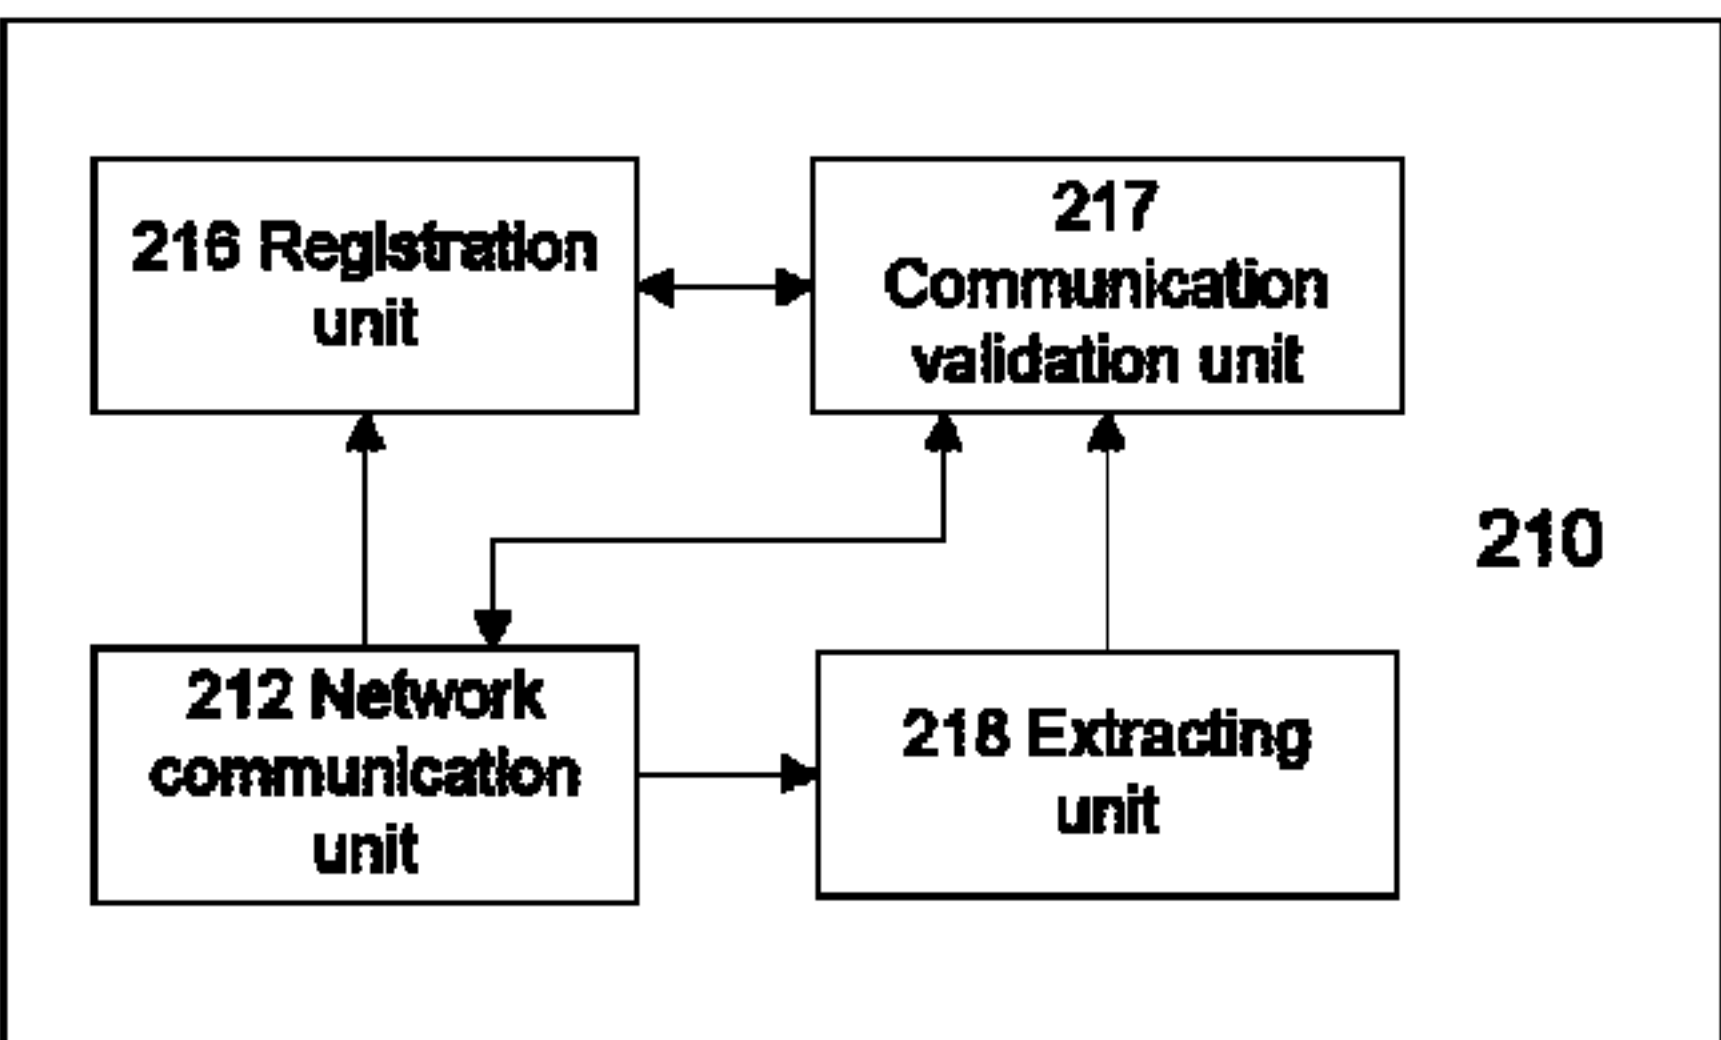 216 Registration
unit
217
Communication
validation unit
210
212 Network
communication
unit
218 Extracting
unit